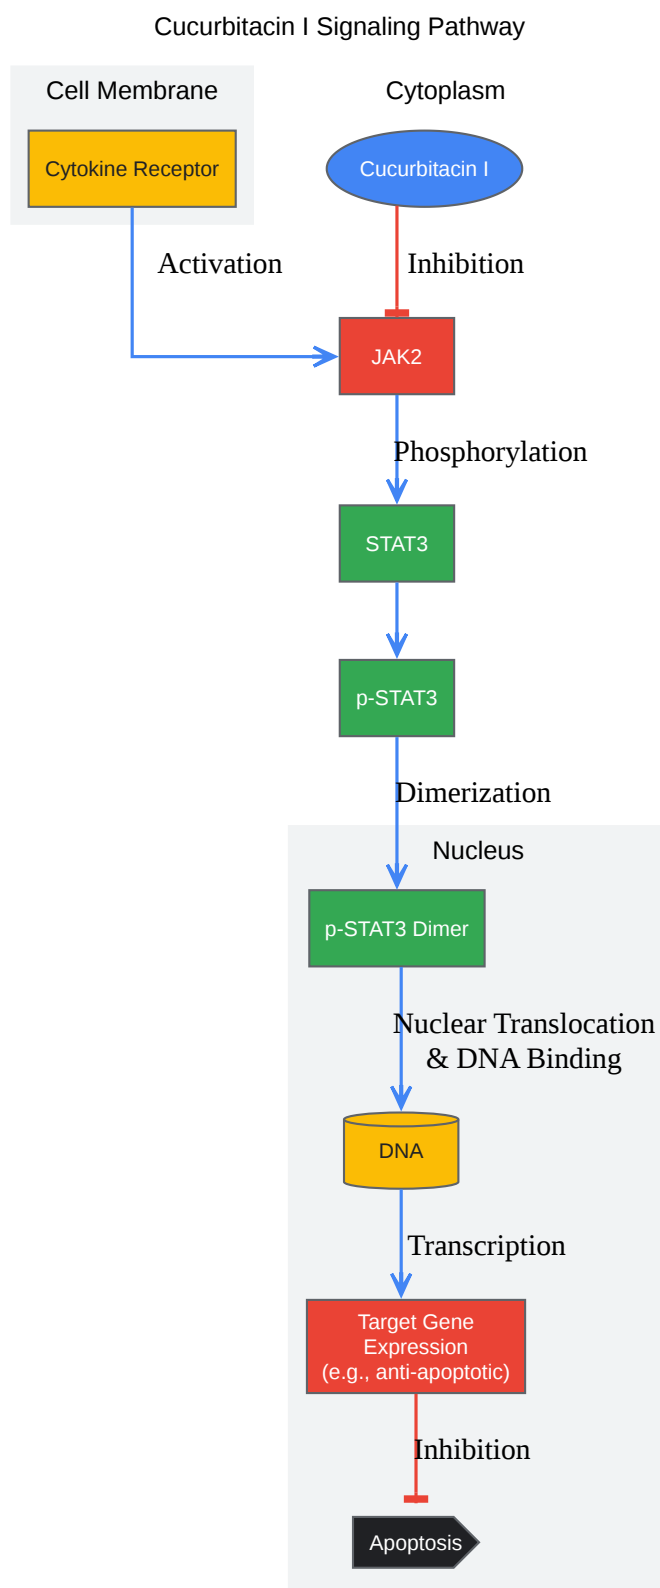 Cucurbitacin I Signaling Pathway
Cell Membrane
Cytoplasm
Cytokine Receptor
Cucurbitacin I
Activation
Inhibition
JAK2
Phosphorylation
STAT3
p-STAT3
Dimerization
Nucleus
p-STAT3 Dimer
Nuclear Translocation
& DNA Binding
DNA
Transcription
Target Gene
Expression
(e.g., anti-apoptotic)
Inhibition
Apoptosis